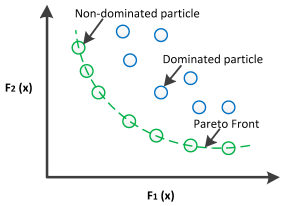 Non-dominated particle
Dominated particle
F2 (x)
Pareto Front
F1 (x)